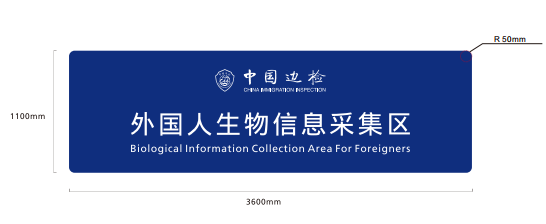 R 50mm
中国边检
CHINA IMMIGRATION INSPECTION
1100mm
外国人生物信息采集区
Biological Information Collection Area For Foreigners
3600mm